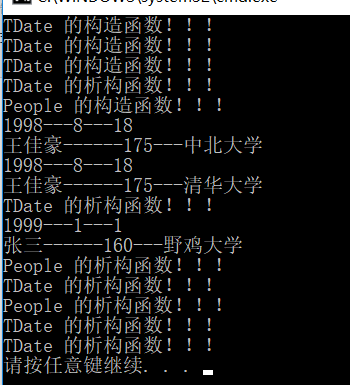 C:\WINDOWS\system32\cmd.exe
TDate 的构造函数!!!
TDate 的构造函数!!!
TDate 的构造函数!!!
TDate 的析构函数!!!
People 的构造函数!!!
1998---8---18
王佳豪------175---中北大学
1998---8---18
王佳豪------175---清华大学
TDate 的析构函数!!!
1999---1---1
张三------160---野鸡大学
People 的析构函数!!!
TDate 的析构函数!!!
People 的析构函数!!!
TDate 的析构函数!!!
TDate 的析构函数!!!
请按任意键继续. . .